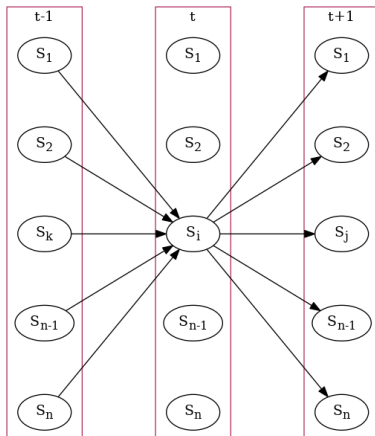 t-1 t t+1
S1 S1 S1
S2 S2 S2
Sk Si Sj
Sn-1 Sn-1 Sn-1
Sn Sn Sn